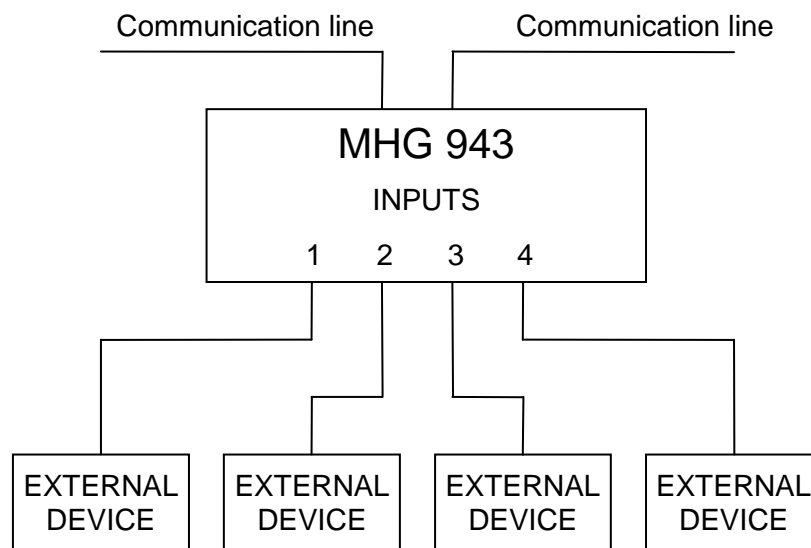 Communication line Communication line
MHG 943
INPUTS
1 2 3 4
EXTERNAL DEVICE
EXTERNAL DEVICE
EXTERNAL DEVICE
EXTERNAL DEVICE